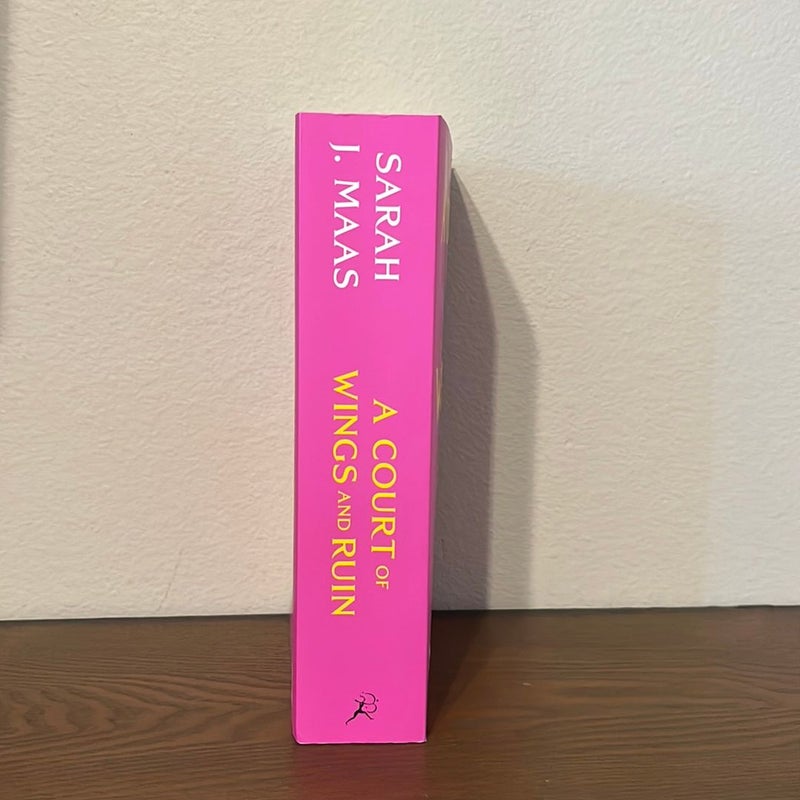 SARAH
J. MAAS
A COURT OF
WINGS AND RUIN